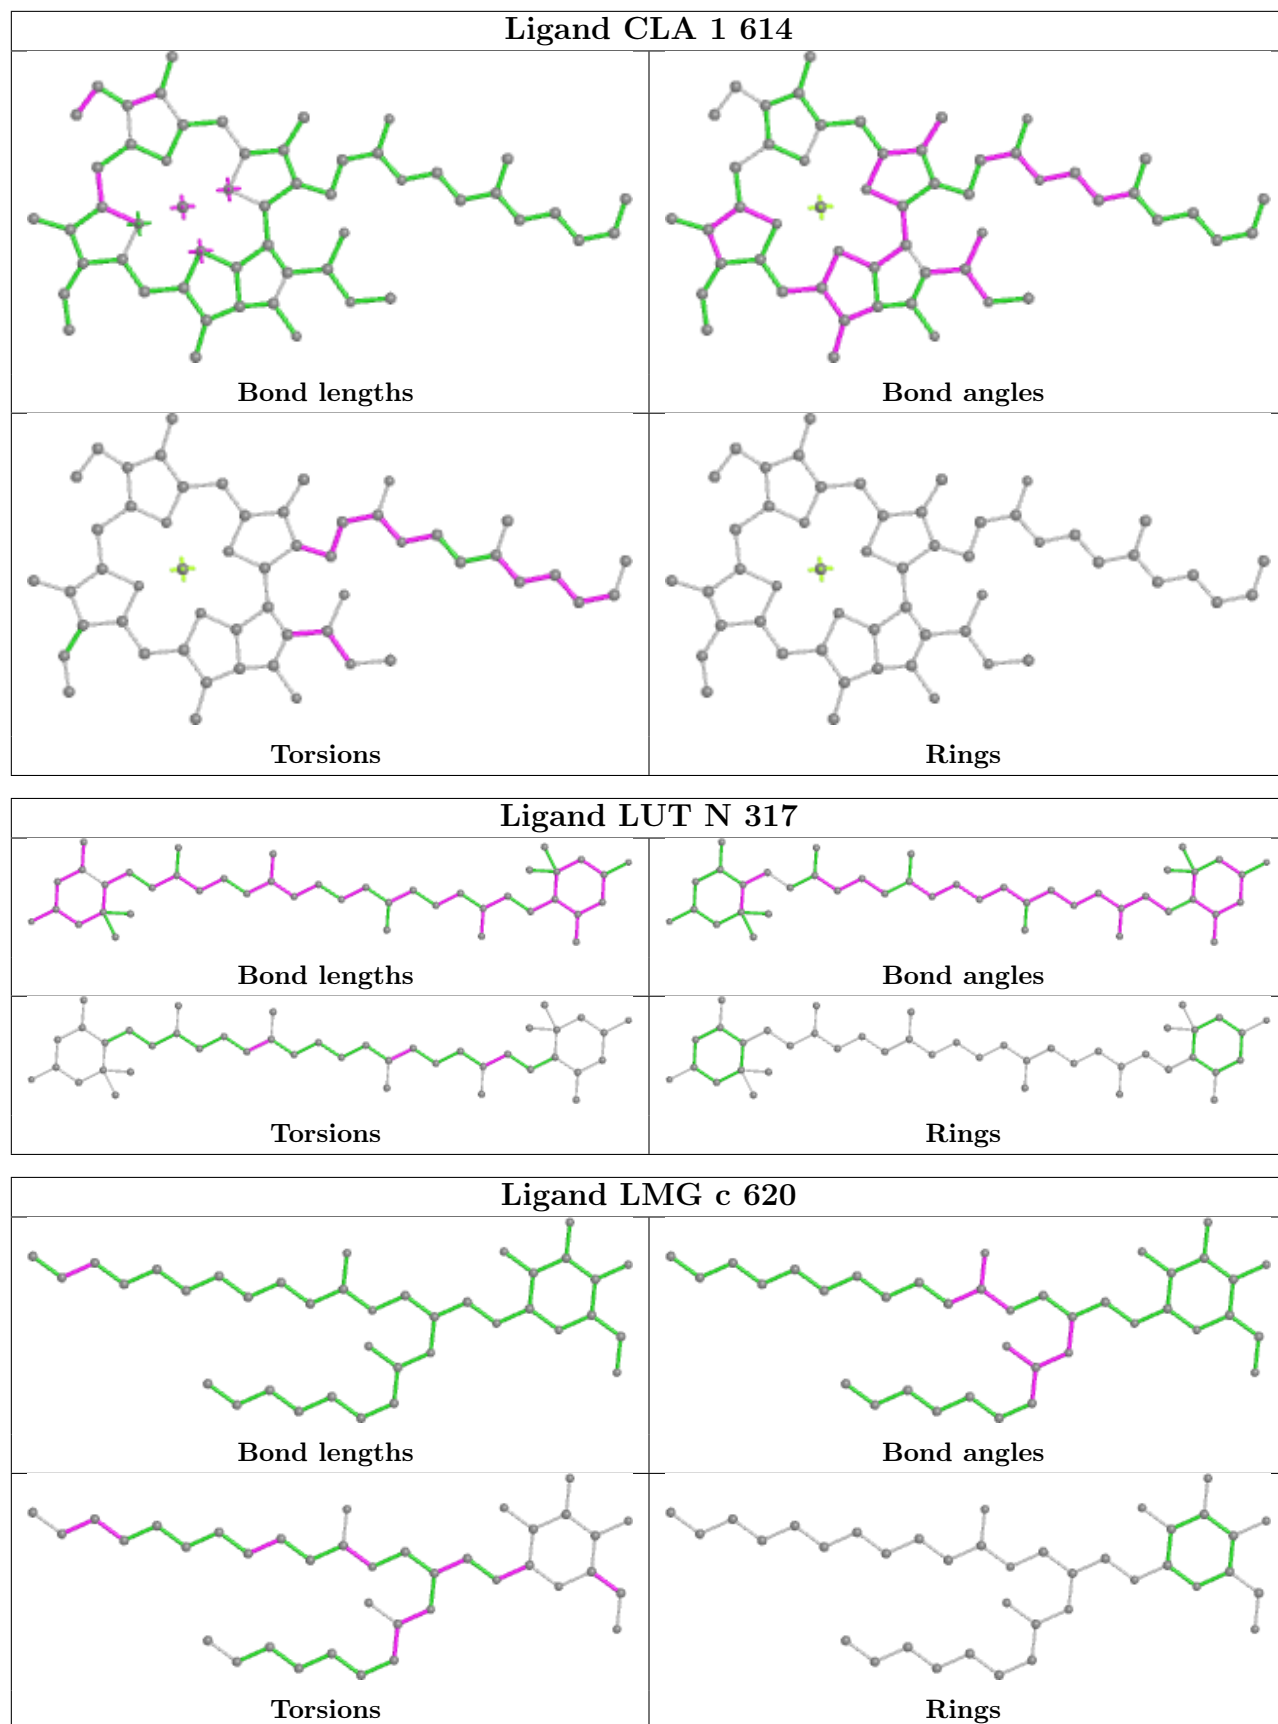 Ligand CLA 1 614
Bond lengths
Bond angles
Torsions
Rings
Ligand LUT N 317
Bond lengths
Bond angles
Torsions
Rings
Ligand LMG c 620
Bond lengths
Bond angles
Torsions
Rings